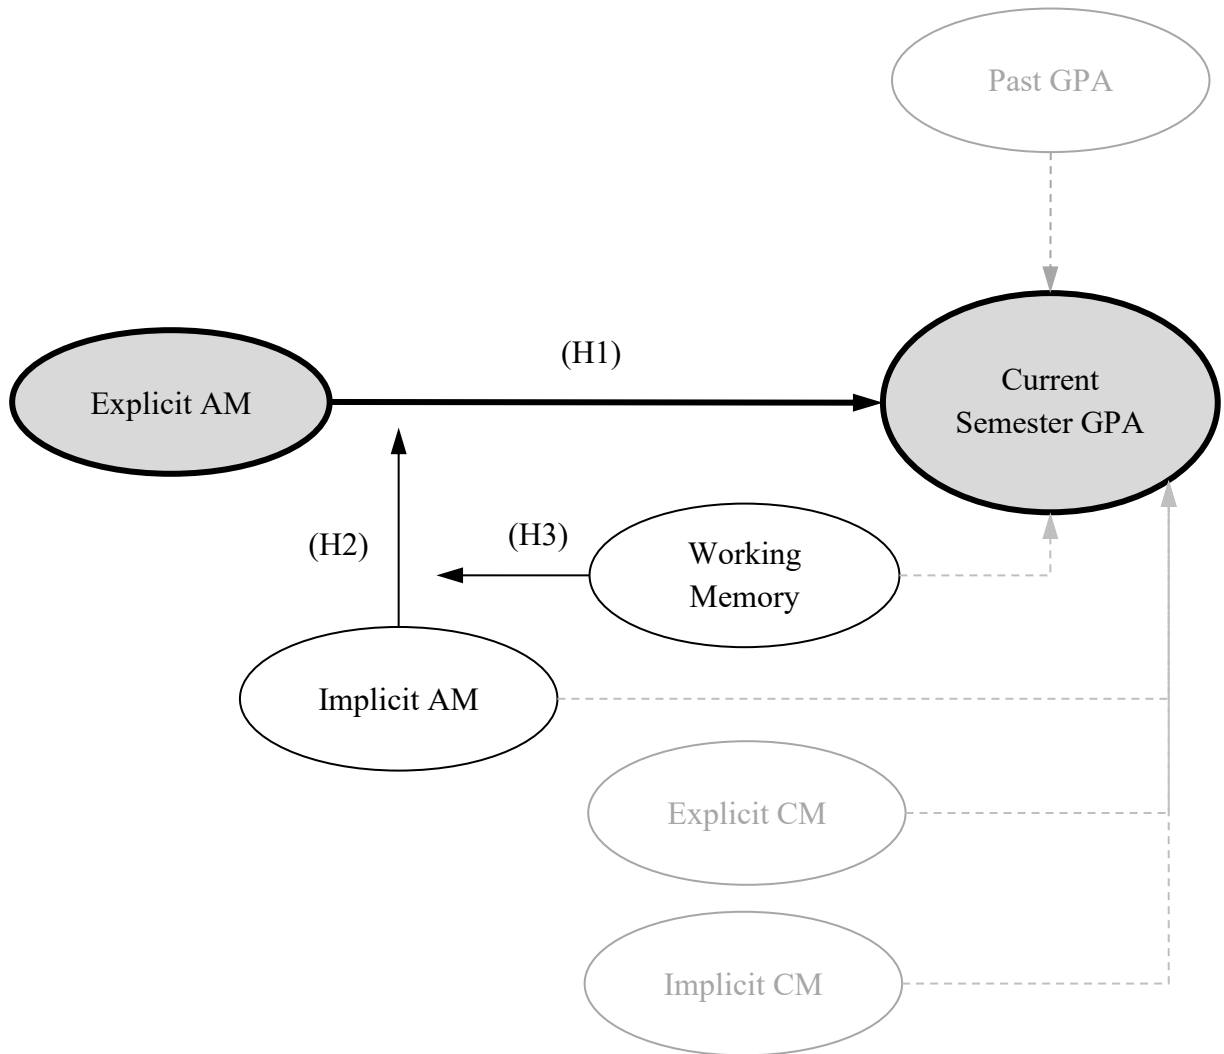 Past GPA
(H1)
Explicit AM
Current
Semester GPA
(H2)
(H3)
Working
Memory
Implicit AM
Explicit CM
Implicit CM